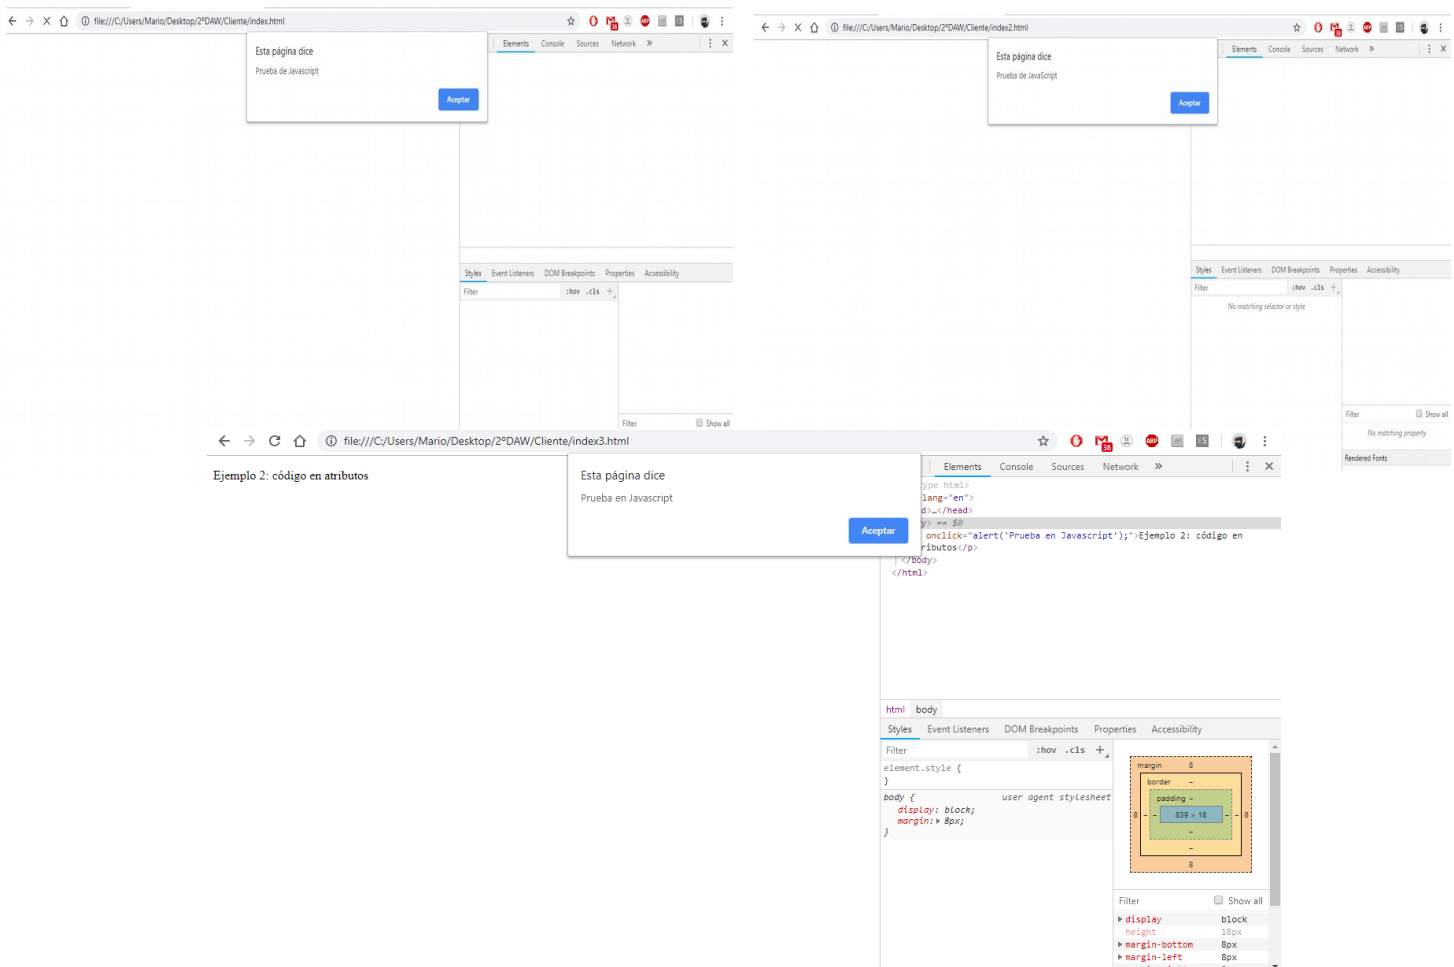 file:///C:/Users/Mario/Desktop/2ºDAW/Cliente/index.html
36
ABP
Esta página dice
Prueba de Javascript
Aceptar
Elements Console Sources Network »
Styles Event Listeners DOM Breakpoints Properties Accessibility
Filter :hov .cls +
Filter Show all
file:///C:/Users/Mario/Desktop/2ºDAW/Cliente/index2.html
36
ABP
Esta página dice
Prueba de JavaScript
Aceptar
Elements Console Sources Network »
Styles Event Listeners DOM Breakpoints Properties Accessibility
Filter :hov .cls +
No matching selector or style
Filter Show all
No matching property
Rendered Fonts
file:///C:/Users/Mario/Desktop/2ºDAW/Cliente/index3.html
36
ABP
Ejemplo 2: código en atributos
Esta página dice
Prueba en Javascript
Aceptar
Elements Console Sources Network »
ype html>
lang="en">
d>…</head>
y> == $0
onclick="alert('Prueba en Javascript');">Ejemplo 2: código en
ributos</p>
</body>
</html>
html body
Styles Event Listeners DOM Breakpoints Properties Accessibility
Filter :hov .cls +
element.style {
}
body { user agent stylesheet
display: block;
margin:▶ 8px;
}
margin 8
border –
padding –
8 – – 839 × 18 – – 8
–
–
8
Filter Show all
▶ display block
height 18px
▶ margin-bottom 8px
▶ margin-left 8px